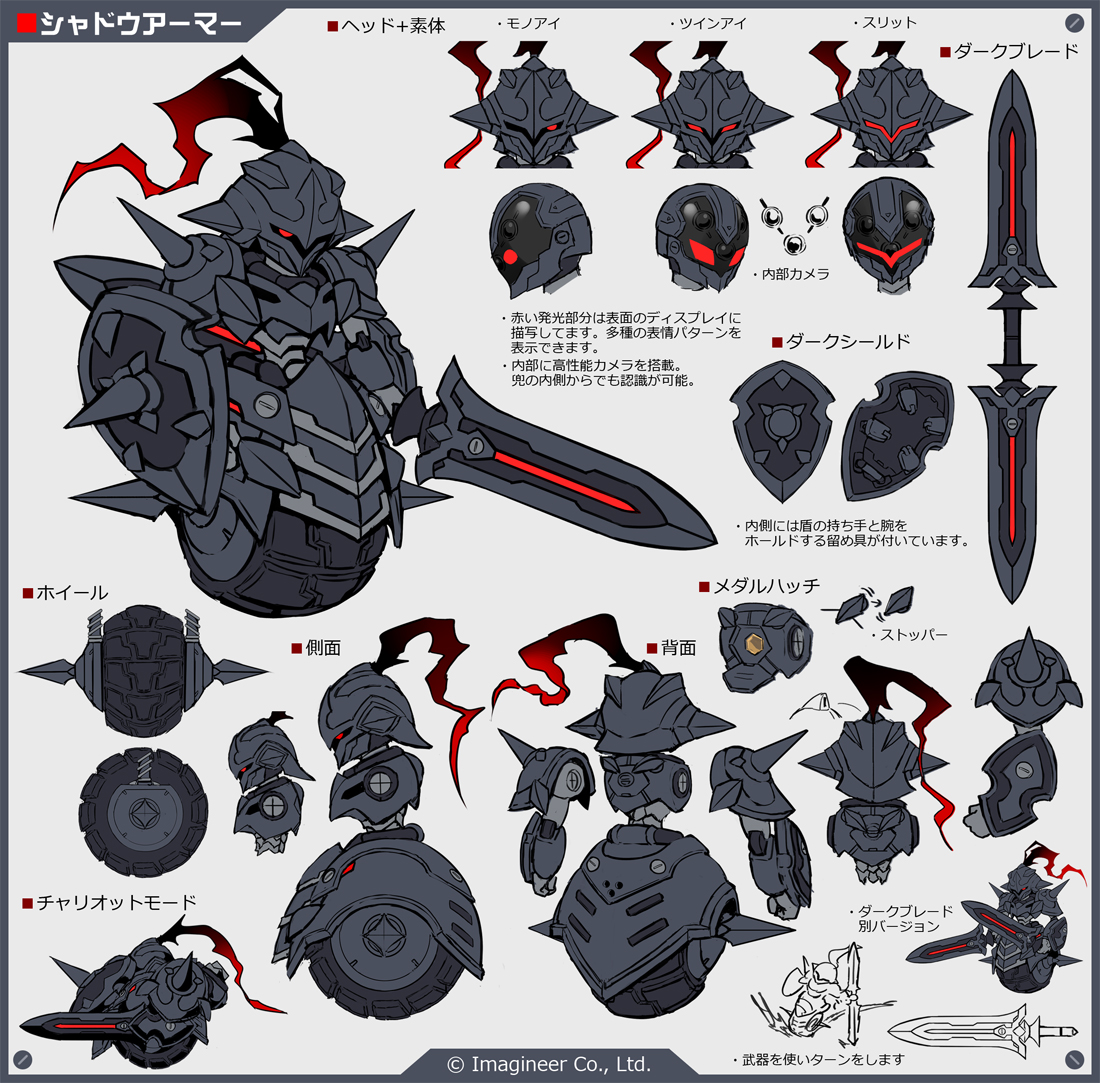 ■シャドウアーマー
■ヘッド+素体
・モノアイ
・ツインアイ
・スリット
■ダークブレード
・内部カメラ
・赤い発光部分は表面のディスプレイに
描写してます。多種の表情パターンを
表示できます。
・内部に高性能カメラを搭載。
兜の内側からでも認識が可能。
■ダークシールド
・内側には盾の持ち手と腕を
ホールドする留め具が付いています。
■ホイール
■側面
■背面
■メダルハッチ
・ストッパー
■チャリオットモード
・ダークブレード
別バージョン
・武器を使いターンをします
© Imagineer Co., Ltd.